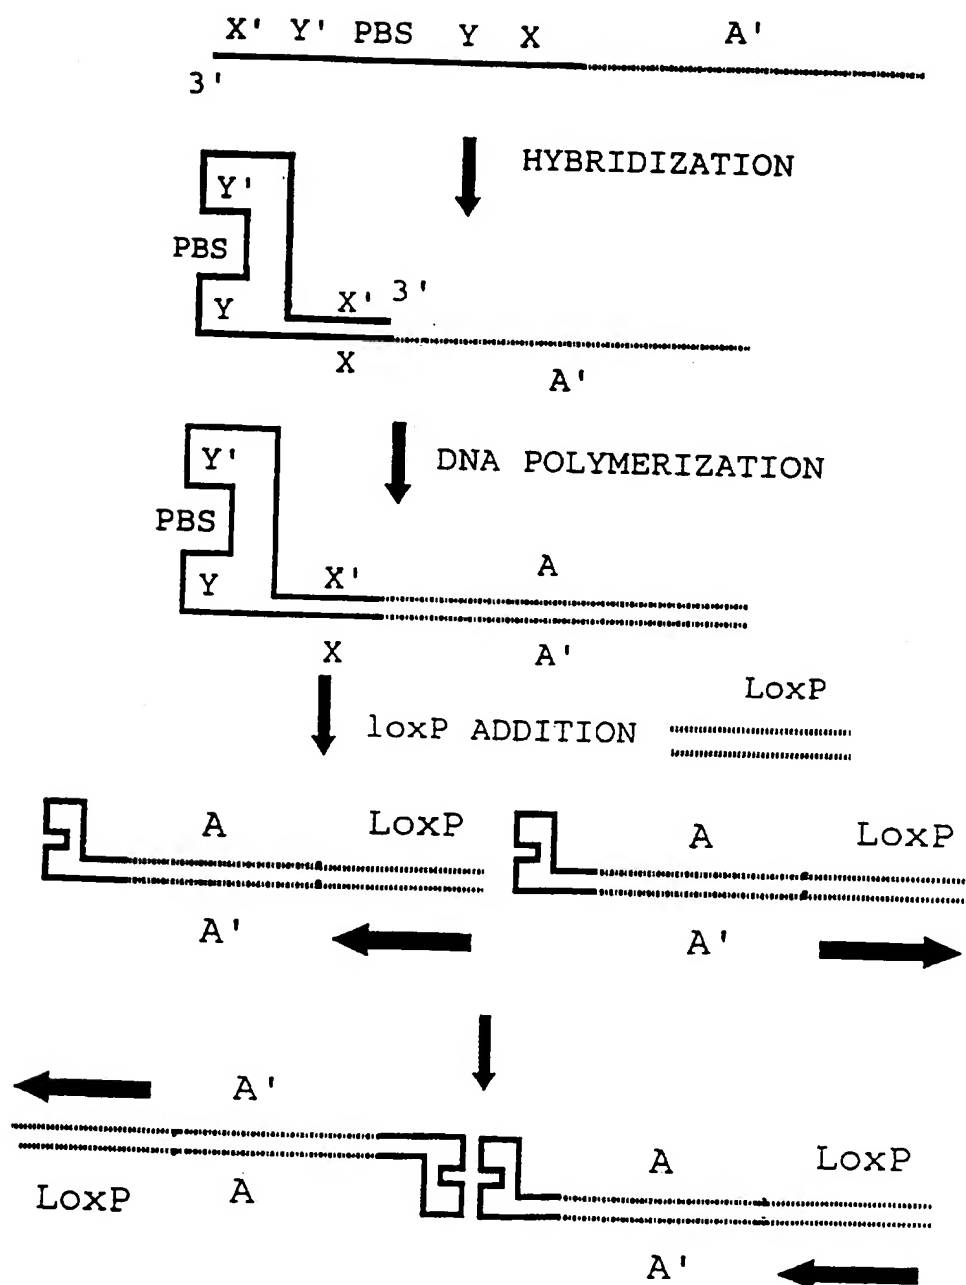 X' Y' PBS Y X A'
3'
HYBRIDIZATION
Y'
PBS
Y X' 3'
X A'
DNA POLYMERIZATION
Y'
PBS
A
Y X'
X A'
LoxP
loxP ADDITION
A LoxP A LoxP
A' A'
A'
A LoxP
LoxP A
A'